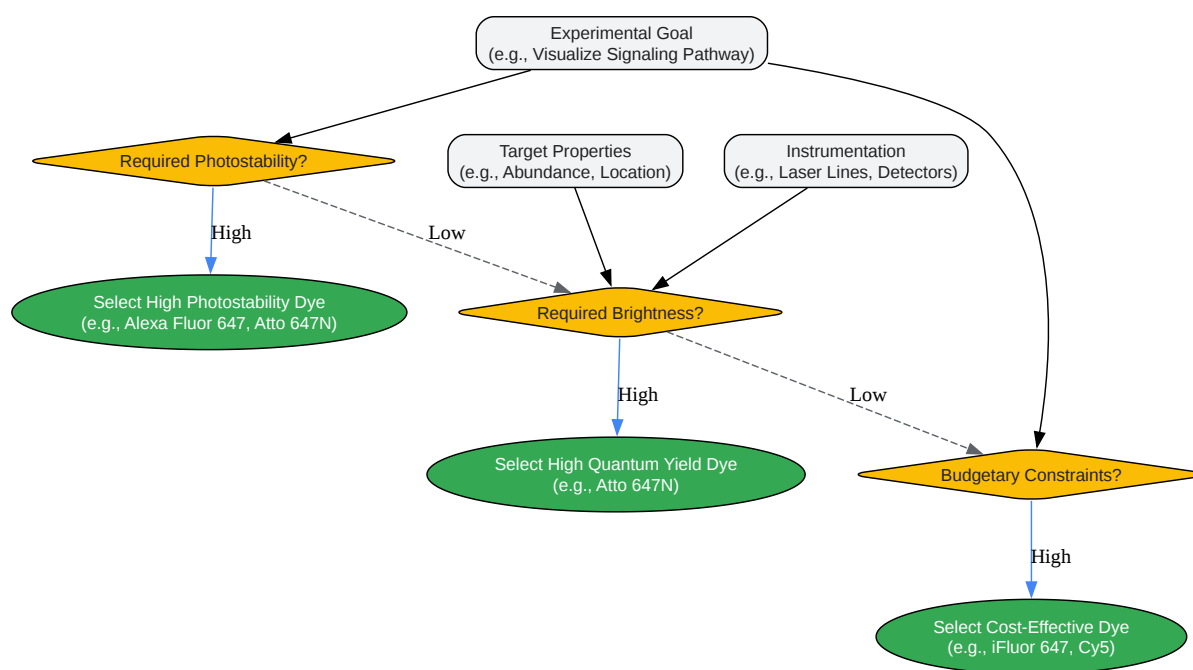 Experimental Goal
(e.g., Visualize Signaling Pathway)
Required Photostability?
Target Properties
(e.g., Abundance, Location)
Instrumentation
(e.g., Laser Lines, Detectors)
High
Low
Select High Photostability Dye
(e.g., Alexa Fluor 647, Atto 647N)
Required Brightness?
High
Low
Select High Quantum Yield Dye
(e.g., Atto 647N)
Budgetary Constraints?
High
Select Cost-Effective Dye
(e.g., iFluor 647, Cy5)